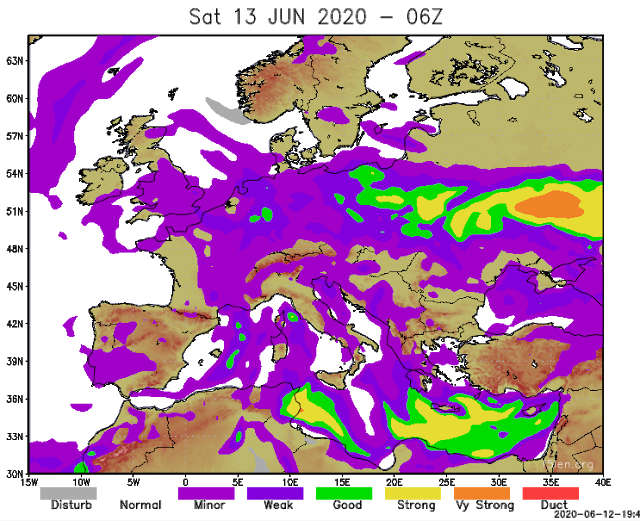 Sat 13 JUN 2020 – 06Z
63N
60N
57N
54N
51N
48N
45N
42N
39N
36N
33N
30N
15W 10W 5W 0 5E 10E 15E 20E 25E 30E 35E 40E
Disturb Normal Minor Weak Good Strong Vy Strong Duct
2020-06-12-19:4